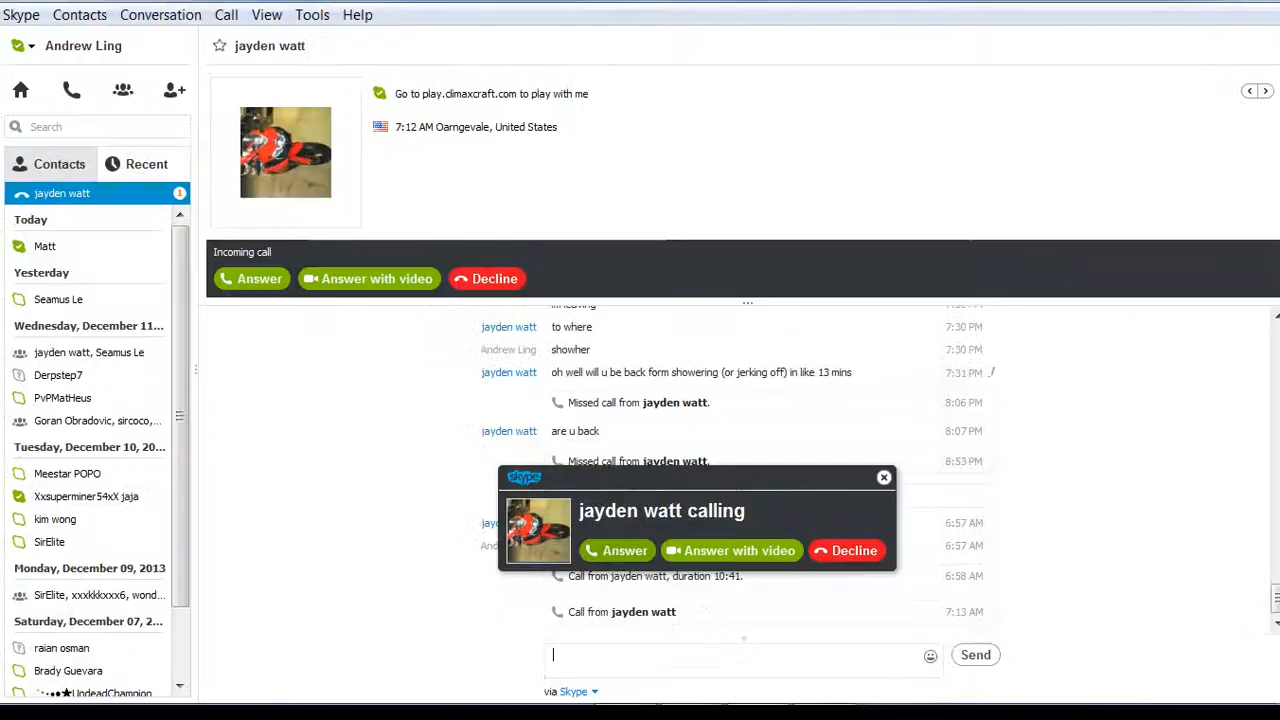 Skype Contacts Conversation Call View Tools Help
Andrew Ling
Search
Contacts Recent
jayden watt 1
Today
Matt
Yesterday
Seamus Le
Wednesday, December 11...
jayden watt, Seamus Le
Derpstep7
PvPMatHeus
Goran Obradovic, sircoco,...
Tuesday, December 10, 20...
Meestar POPO
Xxsuperminer54xX jaja
kim wong
SirElite
Monday, December 09, 2013
SirElite, xxxkkkxxx6, wond...
Saturday, December 07, 2...
raian osman
Brady Guevara
jayden watt
Go to play.climaxcraft.com to play with me
7:12 AM Oarngevale, United States
Incoming call
Answer Answer with video Decline
jayden watt to where 7:30 PM
Andrew Ling showher 7:30 PM
jayden watt oh well will u be back form showering (or jerking off) in like 13 mins 7:31 PM
Missed call from jayden watt. 8:06 PM
jayden watt are u back 8:07 PM
Missed call from jayden watt. 8:53 PM
skype
jayden watt calling
Answer Answer with video Decline
6:57 AM
6:57 AM
Call from jayden watt, duration 10:41. 6:58 AM
Call from jayden watt 7:13 AM
Send
via Skype